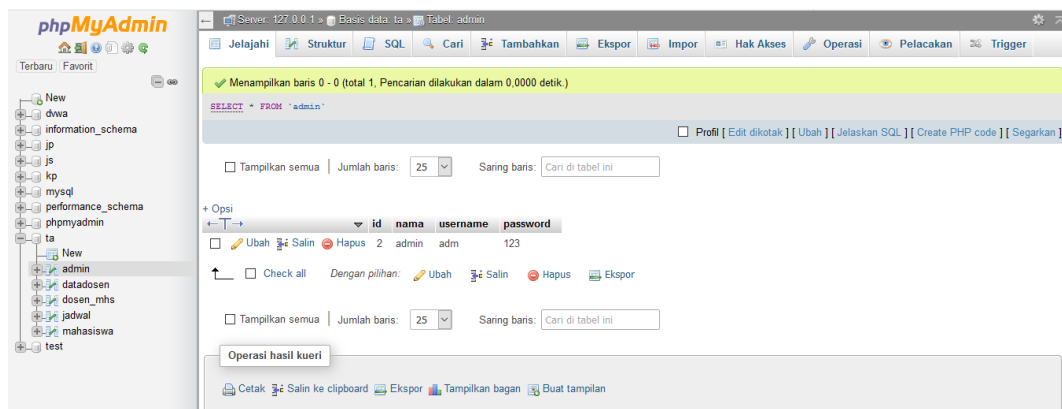 phpMyAdmin
Terbaru Favorit
New
dvwa
information_schema
jp
js
kp
mysql
performance_schema
phpmyadmin
ta
New
admin
datadosen
dosen_mhs
jadwal
mahasiswa
test
Server: 127.0.0.1 » Basis data: ta » Tabel: admin
Jelajahi Struktur SQL Cari Tambahkan Ekspor Impor Hak Akses Operasi Pelacakan Trigger
Menampilkan baris 0 - 0 (total 1, Pencarian dilakukan dalam 0,0000 detik.)
SELECT * FROM `admin`
Profil [ Edit dikotak ] [ Ubah ] [ Jelaskan SQL ] [ Create PHP code ] [ Segarkan ]
Tampilkan semua | Jumlah baris: 25 Saring baris: Cari di tabel ini
+ Opsi
←T→ id nama username password
Ubah Salin Hapus 2 admin adm 123
Check all Dengan pilihan: Ubah Salin Hapus Ekspor
Tampilkan semua | Jumlah baris: 25 Saring baris: Cari di tabel ini
Operasi hasil kueri
Cetak Salin ke clipboard Ekspor Tampilkan bagan Buat tampilan